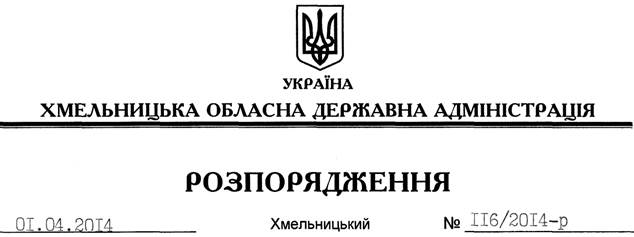 УКРАЇНА
ХМЕЛЬНИЦЬКА ОБЛАСНА ДЕРЖАВНА АДМІНІСТРАЦІЯ
РОЗПОРЯДЖЕННЯ
01.04.2014 Хмельницький № 116/2014-р